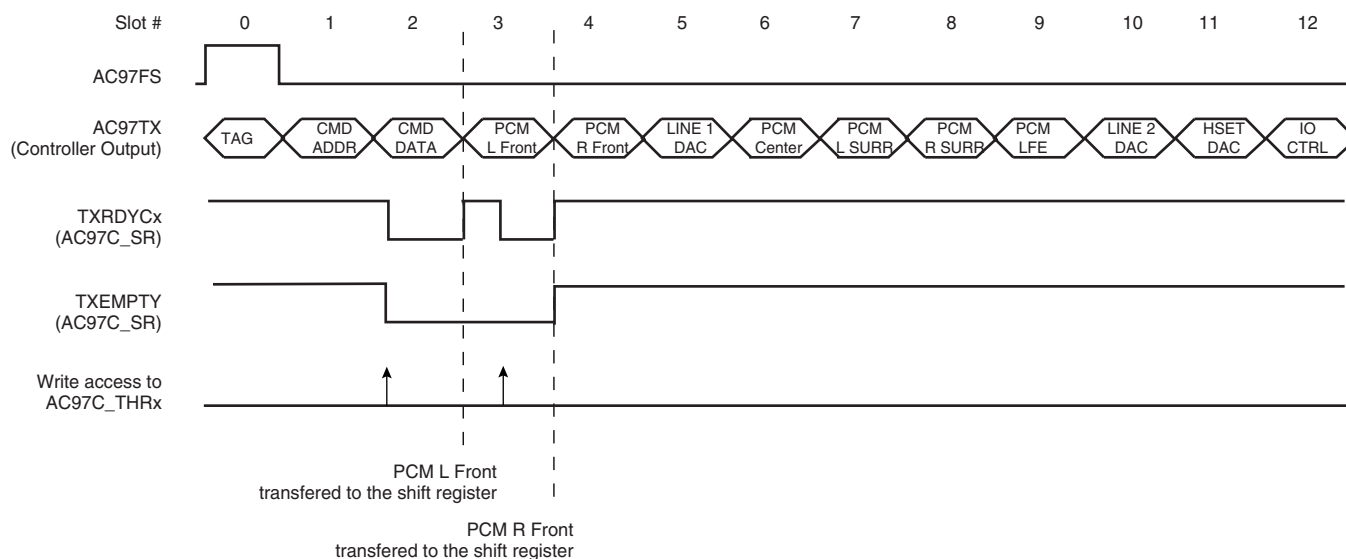 Slot # 0 1 2 3 4 5 6 7 8 9 10 11 12
AC97FS
AC97TX
(Controller Output)
TAG
CMD
ADDR
CMD
DATA
PCM
L Front
PCM
R Front
LINE 1
DAC
PCM
Center
PCM
L SURR
PCM
R SURR
PCM
LFE
LINE 2
DAC
HSET
DAC
IO
CTRL
TXRDYCx
(AC97C_SR)
TXEMPTY
(AC97C_SR)
Write access to
AC97C_THRx
PCM L Front
transfered to the shift register
PCM R Front
transfered to the shift register